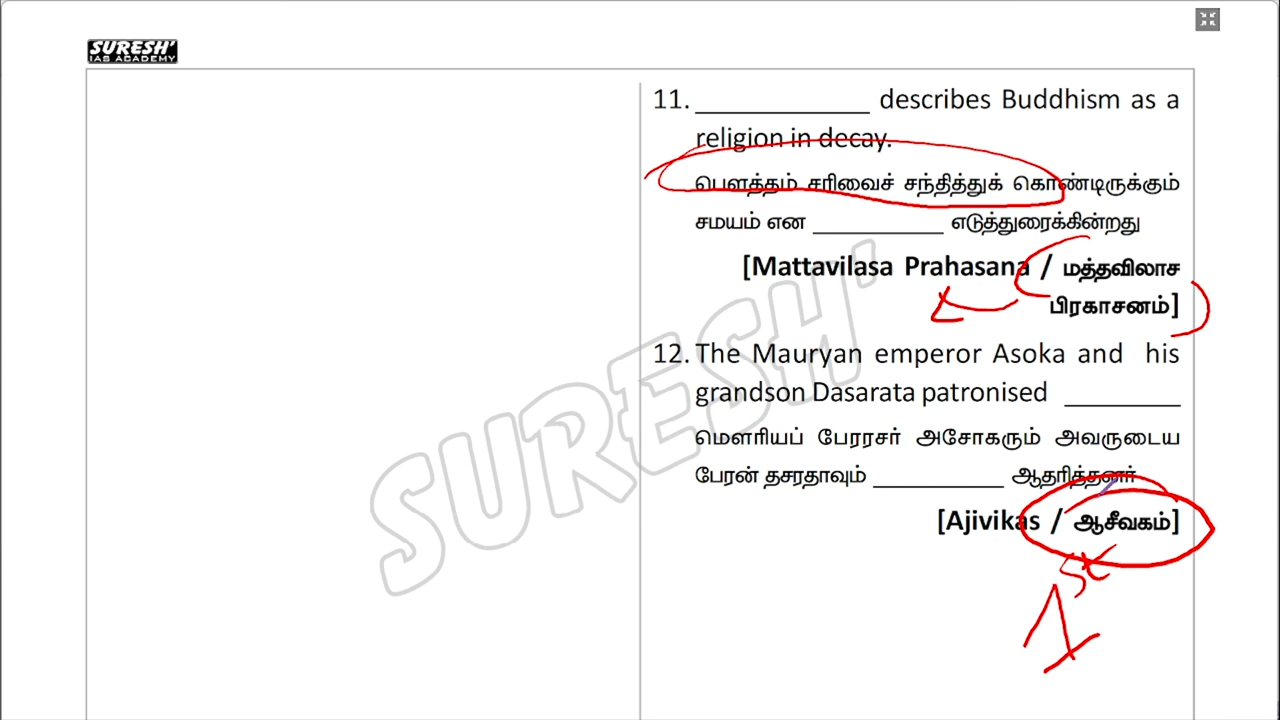 SURESH'
IAS ACADEMY
11. ____________ describes Buddhism as a
religion in decay.
பௌத்தம் சரிவைச் சந்தித்துக் கொண்டிருக்கும்
சமயம் என __________ எடுத்துரைக்கின்றது
[Mattavilasa Prahasana / மத்தவிலாச
பிரகாசனம்]
12. The Mauryan emperor Asoka and his
grandson Dasarata patronised ________
மௌரியப் பேரரசர் அசோகரும் அவருடைய
பேரன் தசரதாவும் __________ ஆதரித்தனர்
[Ajivikas / ஆசீவகம்]
SURESH'